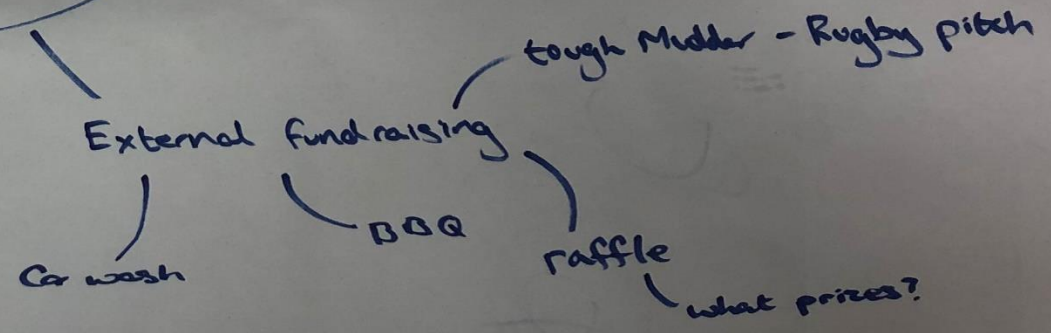 tough Mudder - Rugby pitch
External fundraising
BBQ
raffle
Car wash
what prizes?